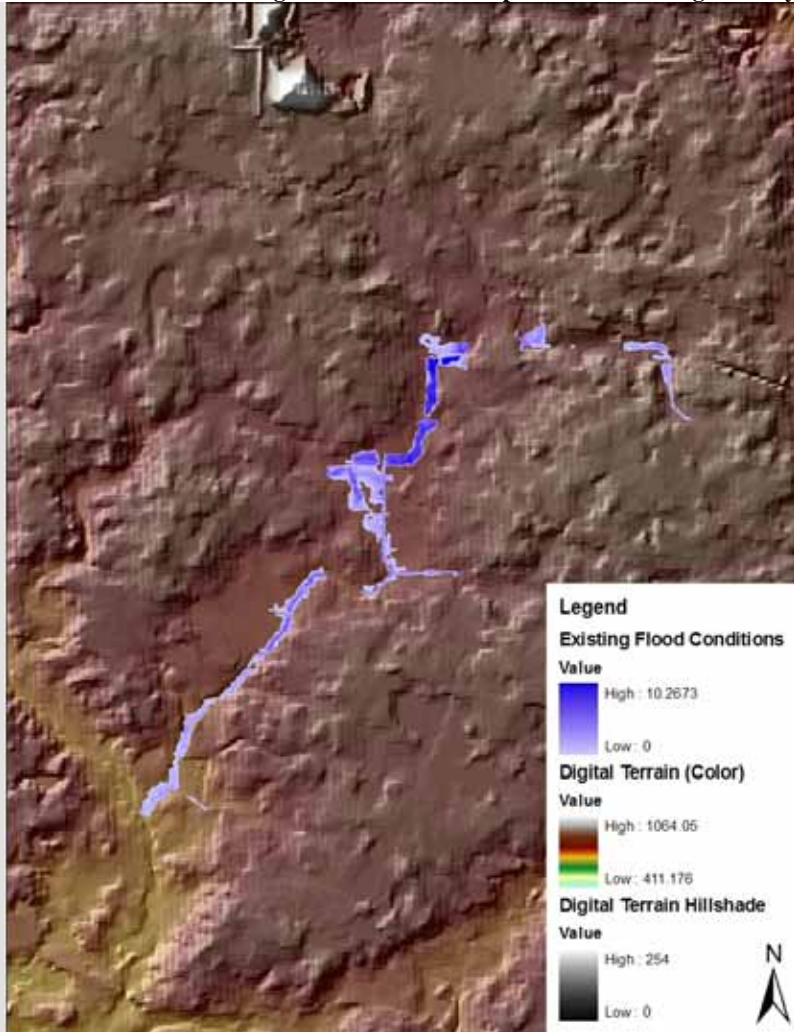 Legend
Existing Flood Conditions
Value
High : 10.2673
Low : 0
Digital Terrain (Color)
Value
High : 1064.05
Low : 411.176
Digital Terrain Hillshade
Value
High : 254
Low : 0
N